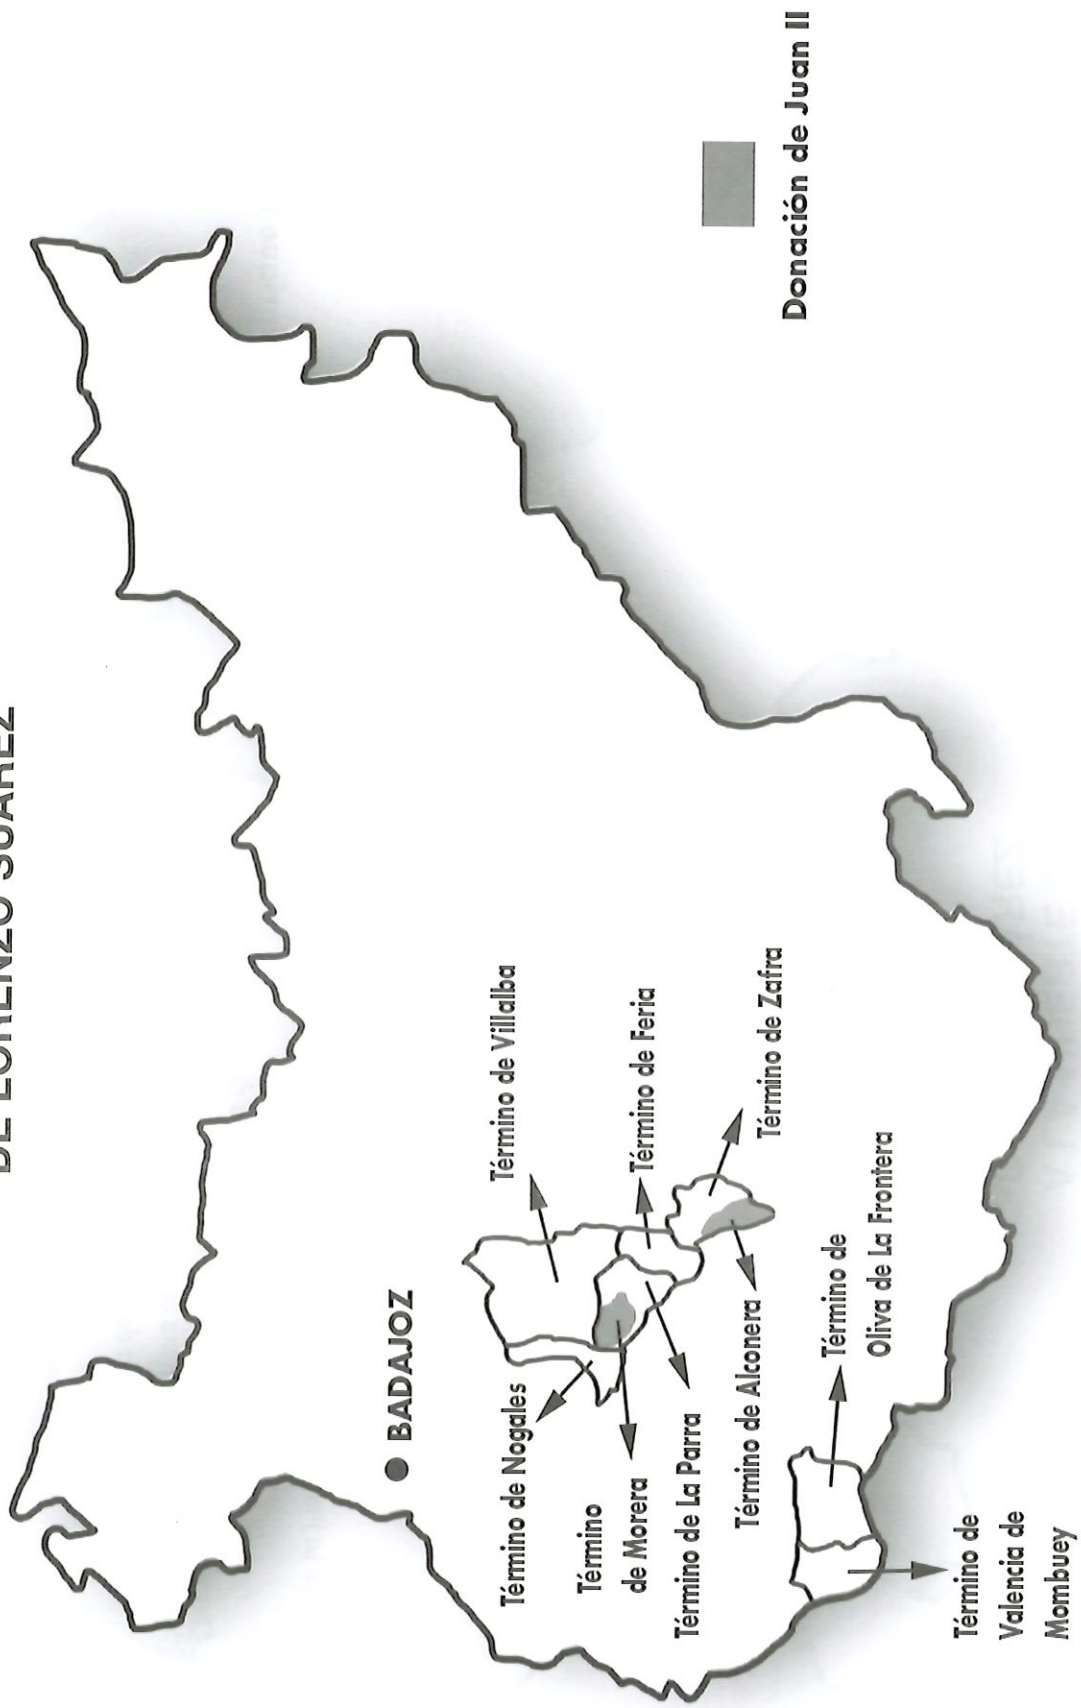 DE LORENZO SUÁREZ
BADAJOZ
Término de Villalba
Término de Nogales
Término
de Morera
Término de Feria
Término de La Parra
Término de Zafra
Término de Alconera
Término de
Oliva de La Frontera
Término de
Valencia de
Mombuey
Donación de Juan II